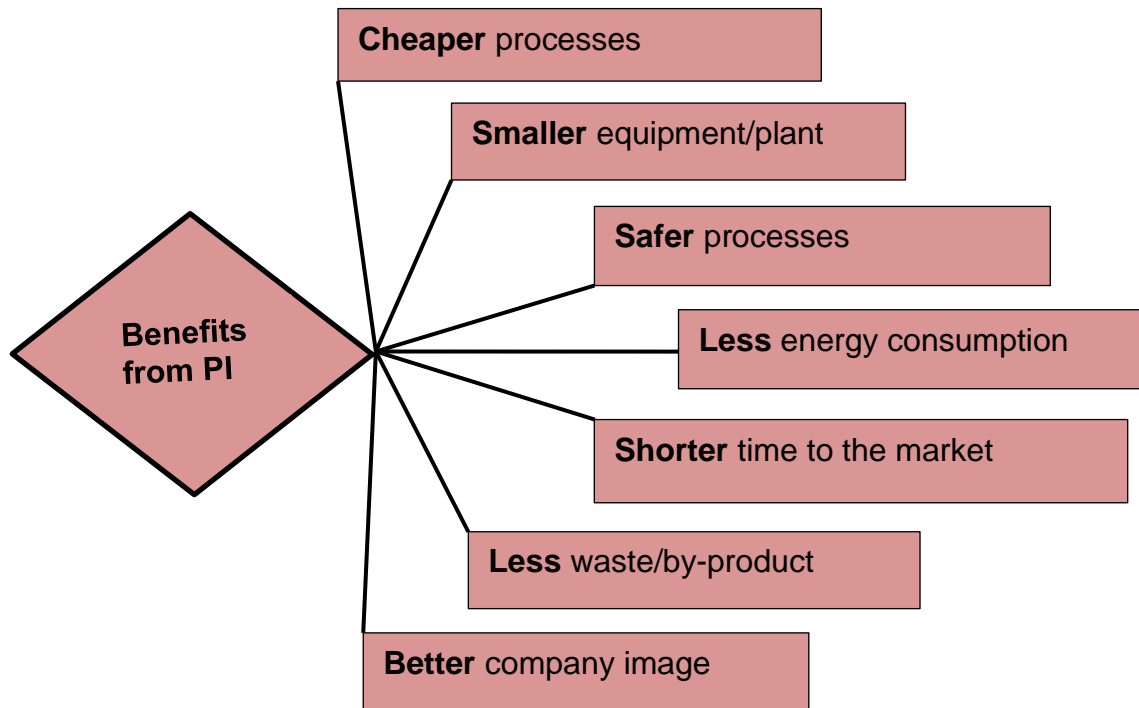 Cheaper processes
Smaller equipment/plant
Safer processes
Benefits
from PI
Less energy consumption
Shorter time to the market
Less waste/by-product
Better company image